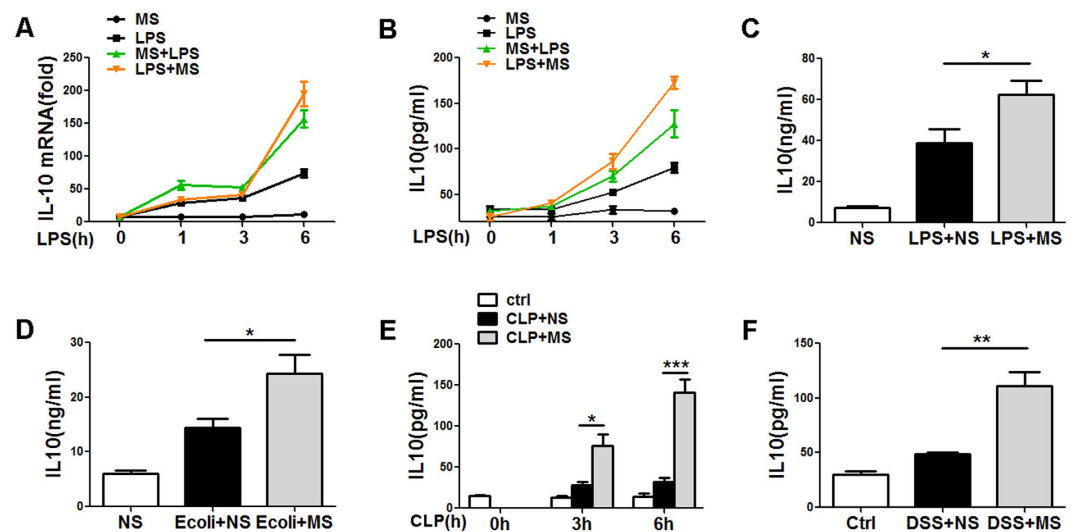 A
MS
LPS
MS+LPS
LPS+MS
IL-10 mRNA(fold)
250
200
150
100
50
0
LPS(h)
0 1 3 6
B
MS
LPS
MS+LPS
LPS+MS
IL10(pg/ml)
200
150
100
50
LPS(h)
0 1 3 6
C
IL10(ng/ml)
80
60
40
20
0
*
NS LPS+NS LPS+MS
D
IL10(ng/ml)
30
20
10
0
*
NS Ecoli+NS Ecoli+MS
E
ctrl
CLP+NS
CLP+MS
IL10(pg/ml)
200
150
100
50
0
*
***
CLP(h) 0h 3h 6h
F
IL10(pg/ml)
150
100
50
0
**
Ctrl DSS+NS DSS+MS